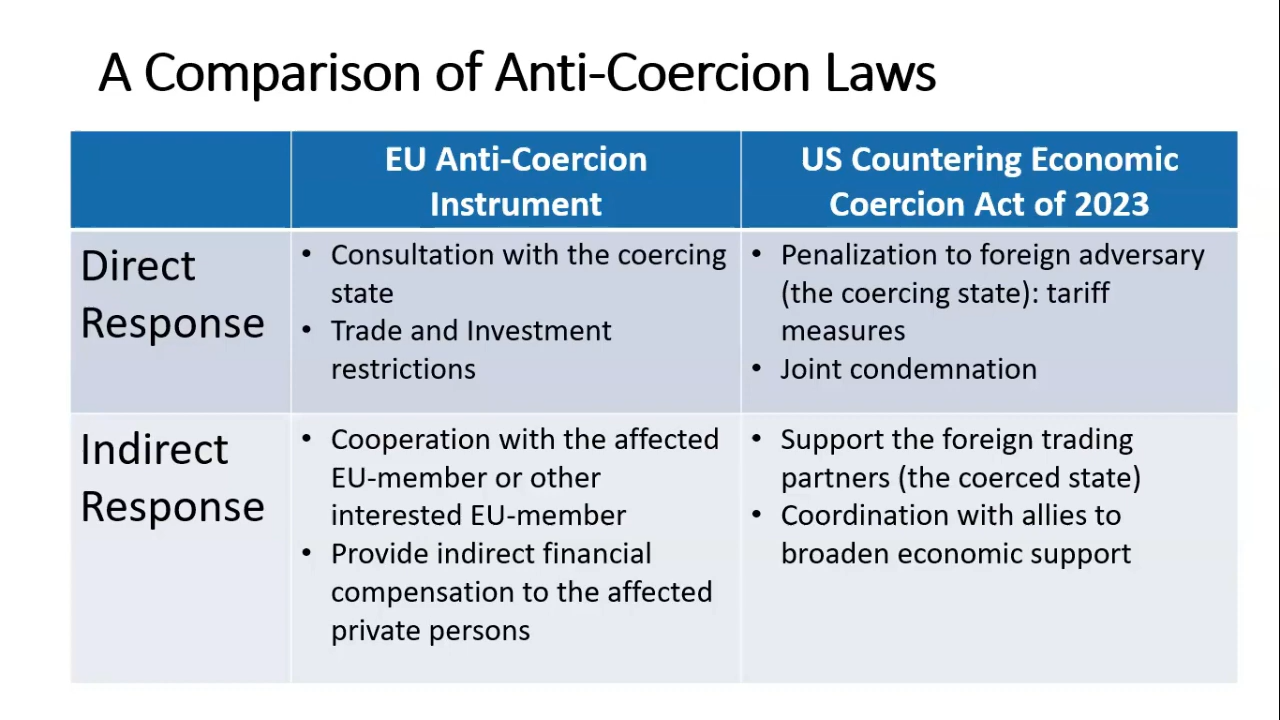 A Comparison of Anti-Coercion Laws
EU Anti-Coercion
Instrument
US Countering Economic
Coercion Act of 2023
Direct
Response
• Consultation with the coercing
state
• Trade and Investment
restrictions
• Penalization to foreign adversary
(the coercing state): tariff
measures
• Joint condemnation
Indirect
Response
• Cooperation with the affected
EU-member or other
interested EU-member
• Provide indirect financial
compensation to the affected
private persons
• Support the foreign trading
partners (the coerced state)
• Coordination with allies to
broaden economic support